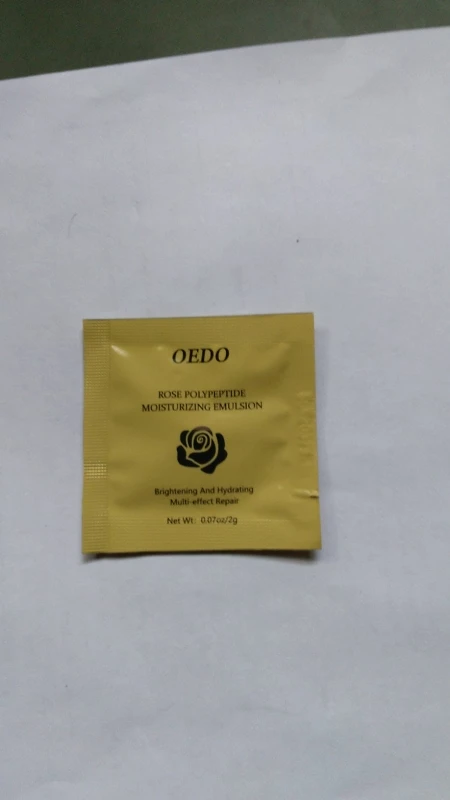 OEDO
ROSE POLYPEPTIDE
MOISTURIZING EMULSION
Brightening And Hydrating
Multi-effect Repair
Net Wt: 0.07oz/2g